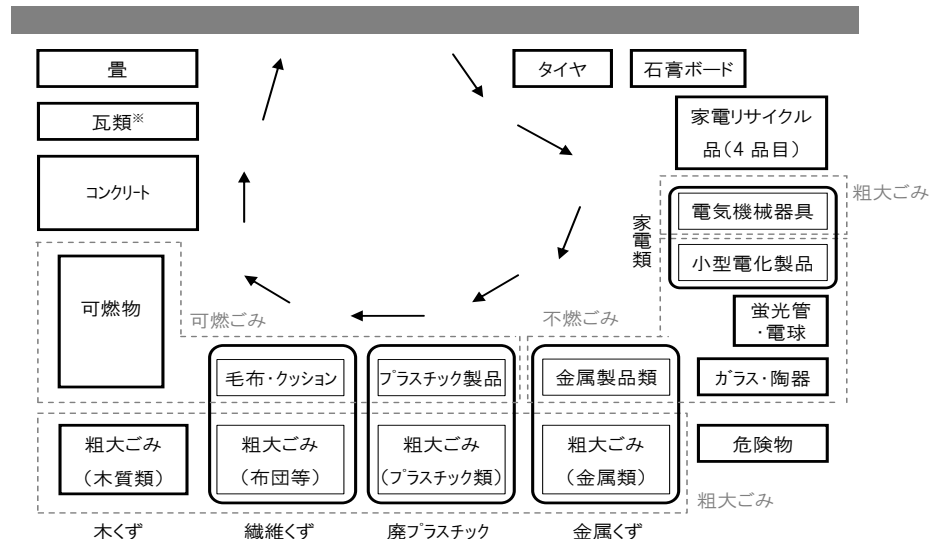 畳
タイヤ
石膏ボード
瓦類※
家電リサイクル
品(4 品目)
コンクリート
粗大ごみ
家電類
電気機械器具
小型電化製品
可燃物
可燃ごみ
不燃ごみ
蛍光管
・電球
毛布・クッション
プラスチック製品
金属製品類
ガラス・陶器
粗大ごみ
(木質類)
粗大ごみ
(布団等)
粗大ごみ
(プラスチック類)
粗大ごみ
(金属類)
危険物
粗大ごみ
木くず
繊維くず
廃プラスチック
金属くず